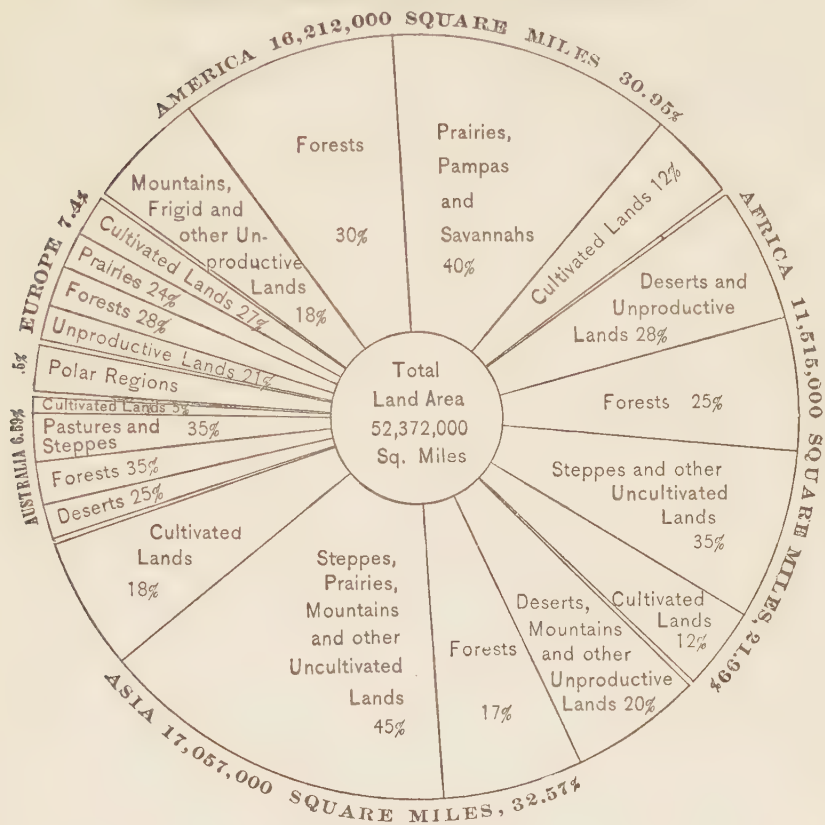 AMERICA 16,212,000 SQUARE MILES 30.95%
Mountains,
Frigid and
other Un-
productive
Lands
18%
Forests
30%
Prairies,
Pampas
and
Savannahs
40%
Cultivated Lands 12%
AFRICA 11,515,000 SQUARE MILES, 21.99%
Deserts and
Unproductive
Lands 28%
Forests 25%
Steppes and other
Uncultivated
Lands
35%
Cultivated
Lands
12%
ASIA 17,057,000 SQUARE MILES, 32.57%
Deserts,
Mountains
and other
Unproductive
Lands 20%
Forests
17%
Steppes,
Prairies,
Mountains
and other
Uncultivated
Lands
45%
Cultivated
Lands
18%
AUSTRALIA 6.59%
Deserts 25%
Forests 35%
Pastures and
Steppes 35%
Cultivated Lands 5%
.5%
Polar Regions
EUROPE 7.4%
Unproductive Lands 21%
Forests 28%
Prairies 24%
Cultivated Lands 27%
Total
Land Area
52,372,000
Sq. Miles